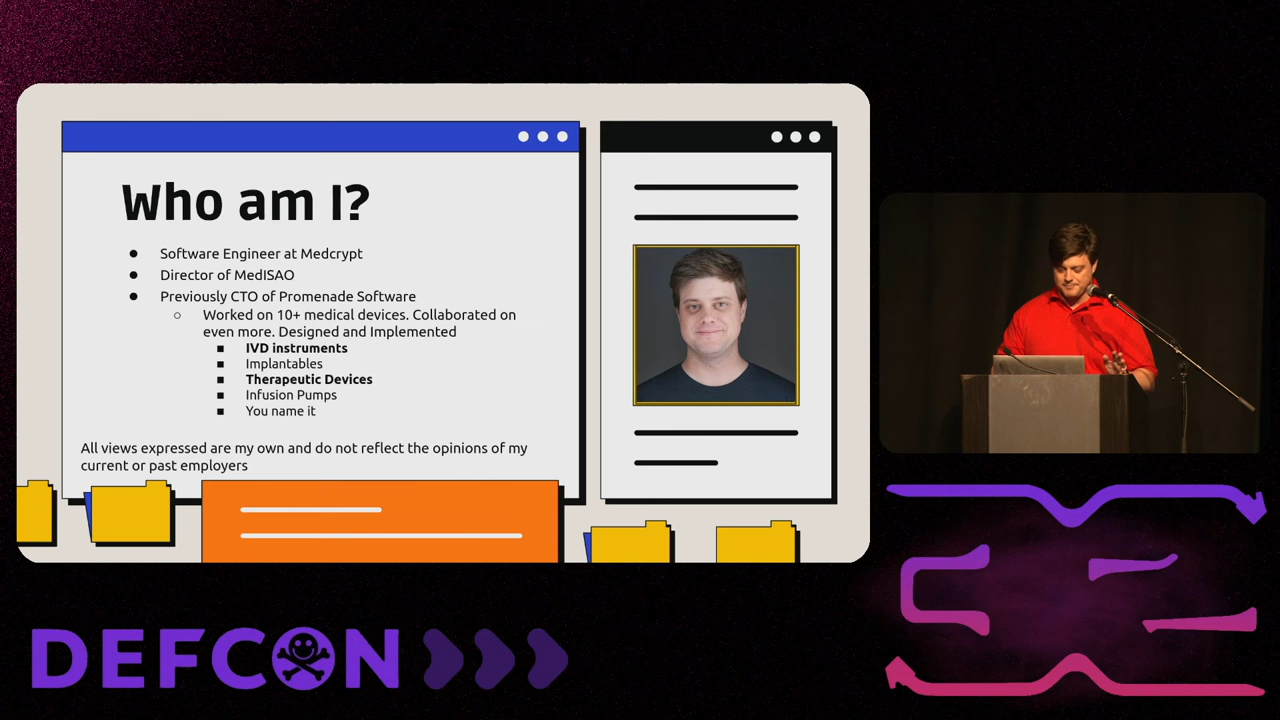 Who am I?
● Software Engineer at Medcrypt
● Director of MedISAO
● Previously CTO of Promenade Software
○ Worked on 10+ medical devices. Collaborated on
even more. Designed and Implemented
■ IVD instruments
■ Implantables
■ Therapeutic Devices
■ Infusion Pumps
■ You name it
All views expressed are my own and do not reflect the opinions of my
current or past employers
DEFCON